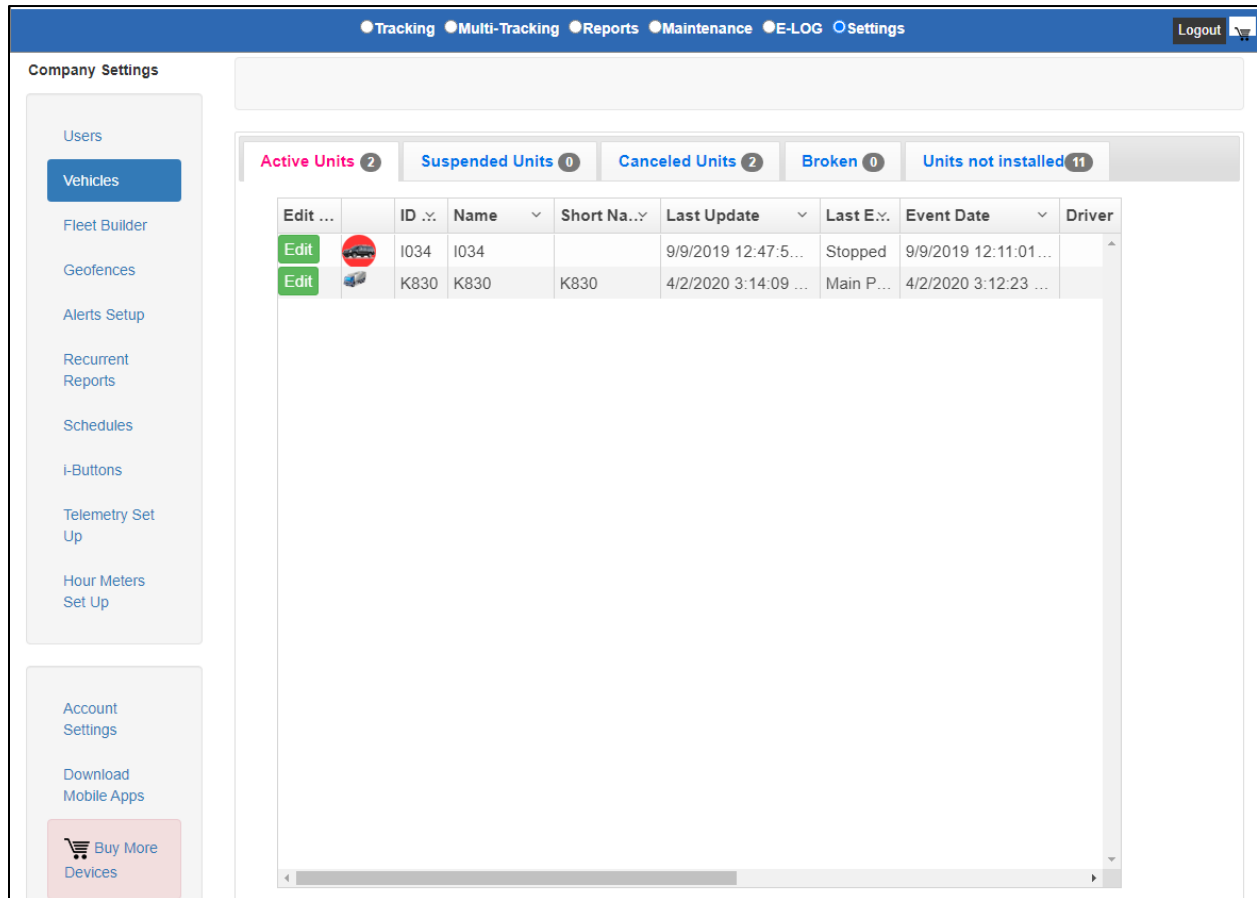 Tracking Multi-Tracking Reports Maintenance E-LOG Settings Logout
Company Settings
Users
Vehicles
Fleet Builder
Geofences
Alerts Setup
Recurrent
Reports
Schedules
i-Buttons
Telemetry Set
Up
Hour Meters
Set Up
Account
Settings
Download
Mobile Apps
Buy More
Devices
Active Units 2 Suspended Units 0 Canceled Units 2 Broken 0 Units not installed 11
Edit ... ID ... Name Short Na... Last Update Last E... Event Date Driver
Edit I034 I034 9/9/2019 12:47:5... Stopped 9/9/2019 12:11:01...
Edit K830 K830 K830 4/2/2020 3:14:09 ... Main P... 4/2/2020 3:12:23 ...